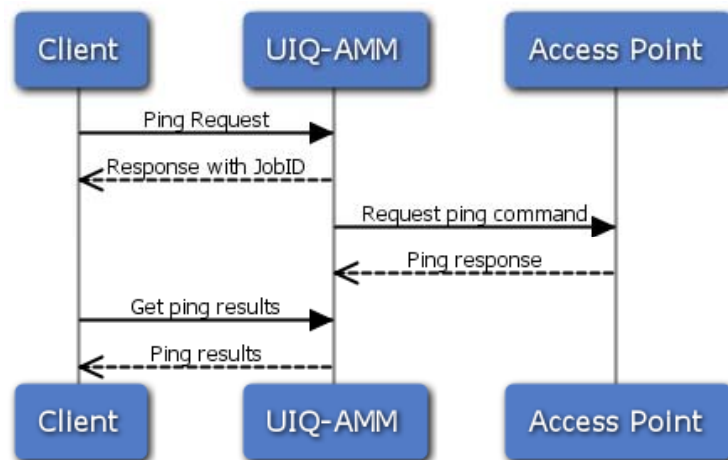 Client
UIQ-AMM
Access Point
Ping Request
Response with JobID
Request ping command
Ping response
Get ping results
Ping results
Client
UIQ-AMM
Access Point